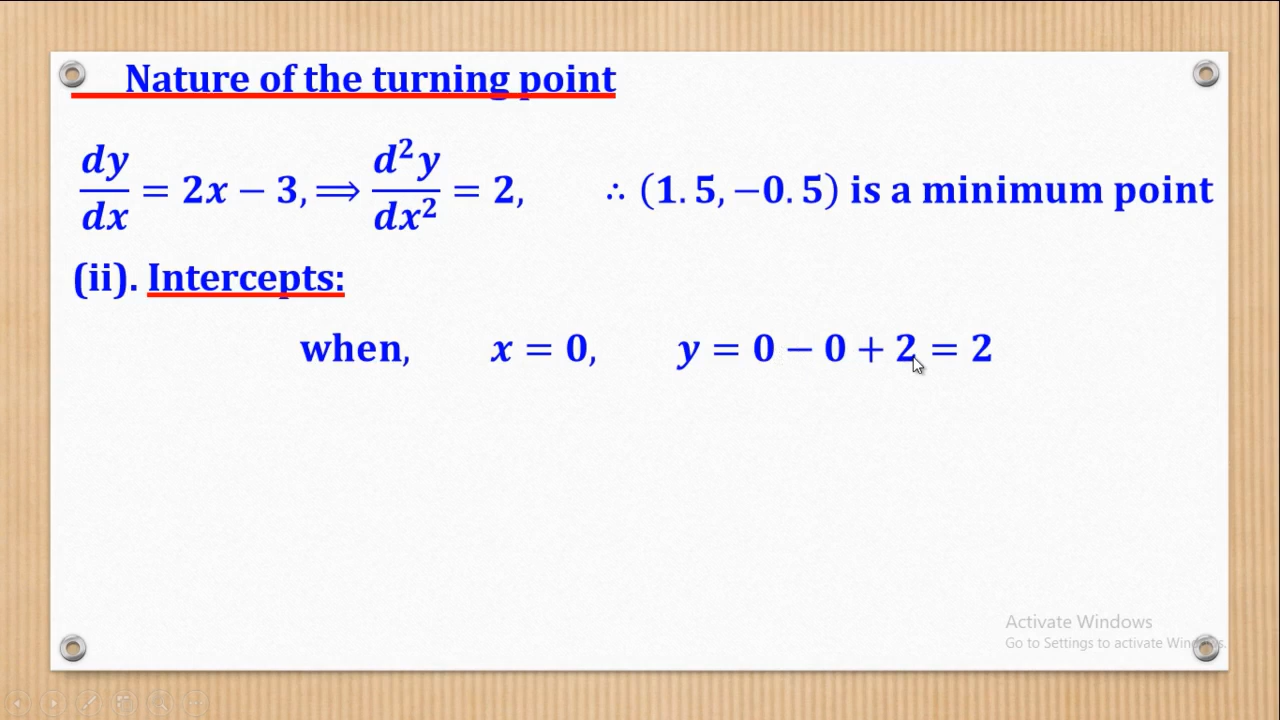 Nature of the turning point
dy/dx = 2x − 3, ⟹ d²y/dx² = 2, ∴ (1.5, −0.5) is a minimum point
(ii). Intercepts:
when, x = 0, y = 0 − 0 + 2 = 2
Activate Windows
Go to Settings to activate Windows.